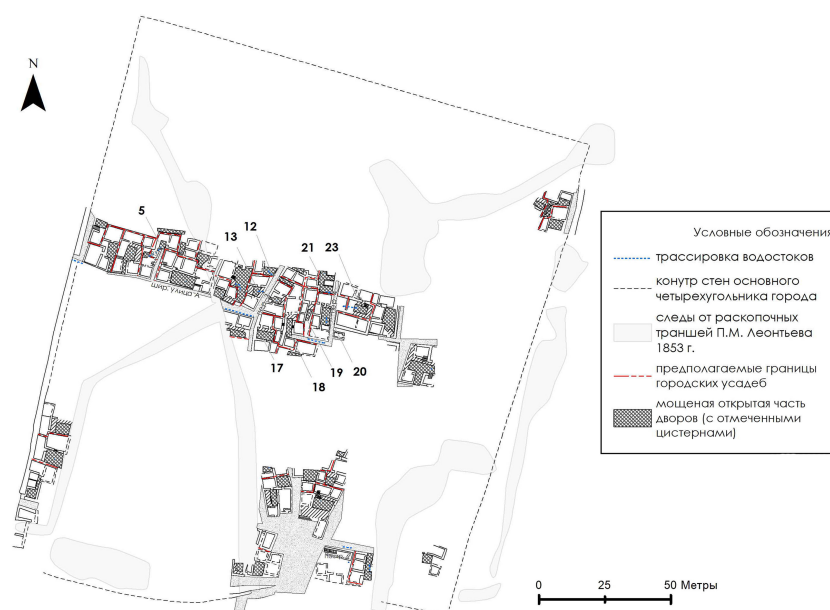 N
5
13
12
21
23
17
18
19
20
Условные обозначения
трассировка водостоков
конутр стен основного
четырехугольника города
следы от раскопочных
траншей П.М. Леонтьева
1853 г.
предполагаемые границы
городских усадеб
мощеная открытая часть
дворов (с отмеченными
цистернами)
0 25 50 Метры